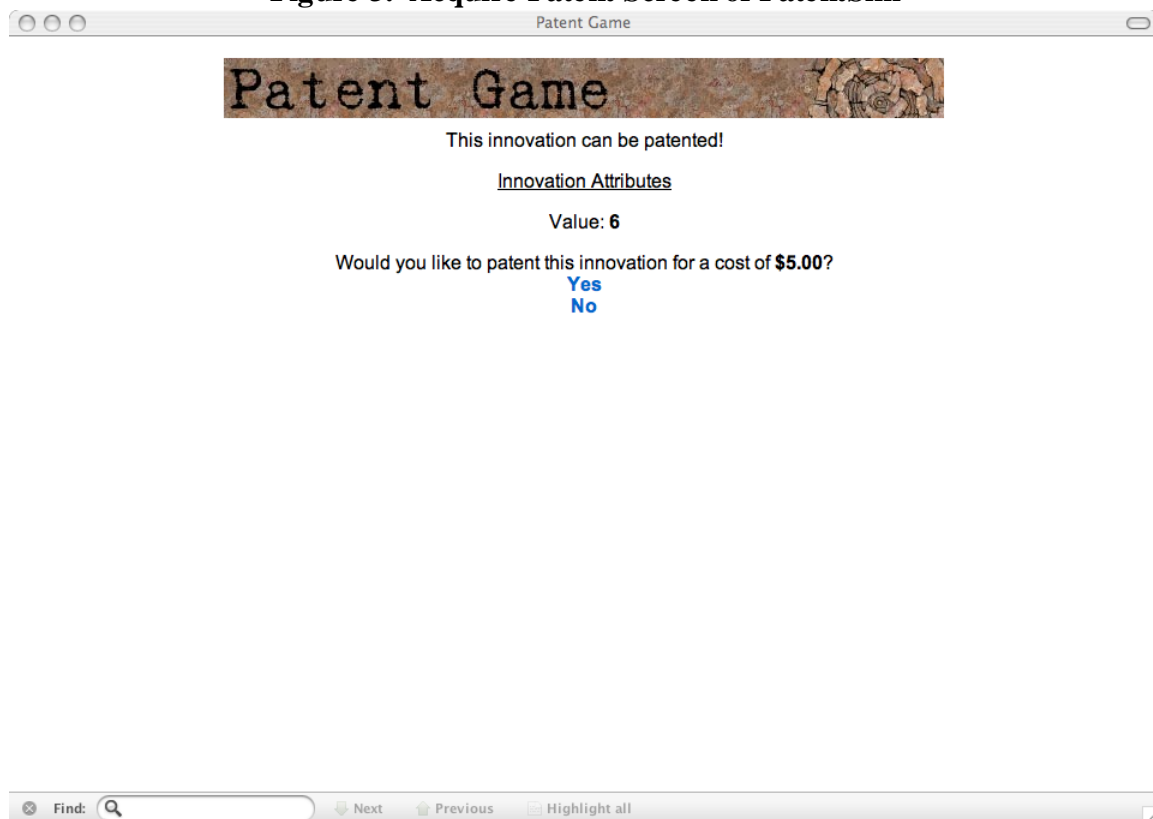 Patent Game
Patent Game
This innovation can be patented!
Innovation Attributes
Value: 6
Would you like to patent this innovation for a cost of $5.00?
Yes
No
Find:
Next
Previous
Highlight all